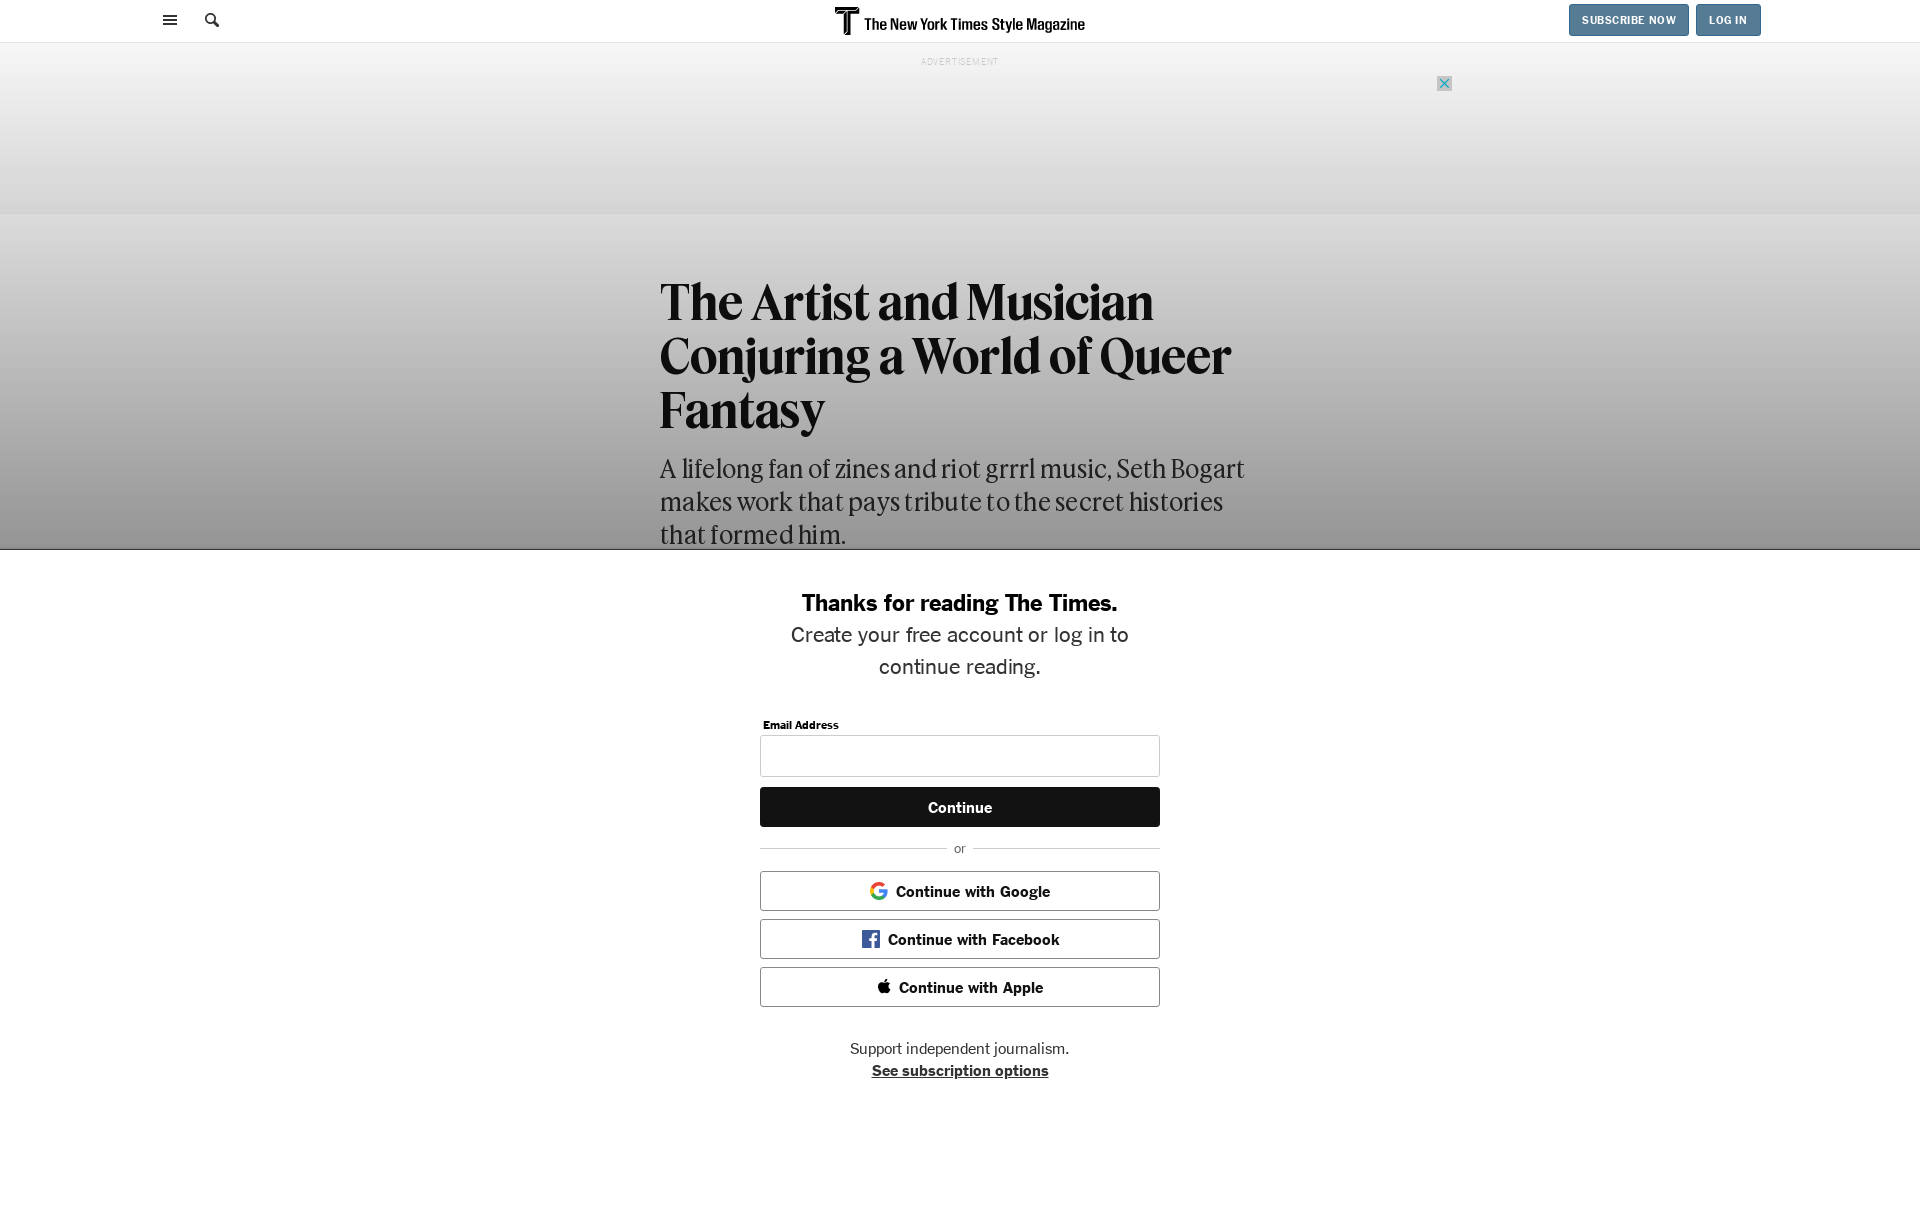 The New York Times Style Magazine
SUBSCRIBE NOW
LOG IN
ADVERTISEMENT
The Artist and Musician
Conjuring a World of Queer
Fantasy
A lifelong fan of zines and riot grrrl music, Seth Bogart
makes work that pays tribute to the secret histories
that formed him.
Thanks for reading The Times.
Create your free account or log in to
continue reading.
Email Address
Continue
or
Continue with Google
Continue with Facebook
Continue with Apple
Support independent journalism.
See subscription options